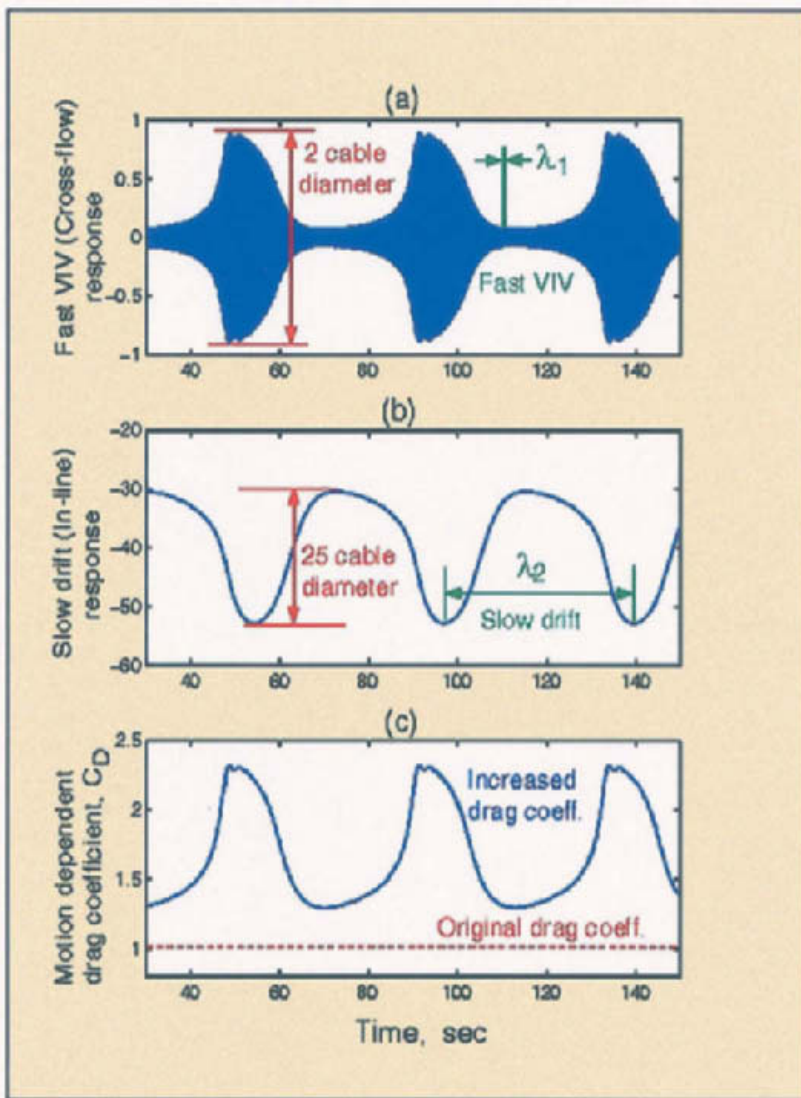 (a)
Fast VIV (Cross-flow)
response
1
0.5
0
-0.5
-1
2 cable
diameter
λ1
Fast VIV
40
60
80
100
120
140
(b)
Slow drift (In-line)
response
-20
-30
-40
-50
-60
25 cable
diameter
λ2
Slow drift
40
60
80
100
120
140
(c)
Motion dependent
drag coefficient, CD
2.5
2
1.5
1
Increased
drag coeff.
Original drag coeff.
40
60
80
100
120
140
Time, sec